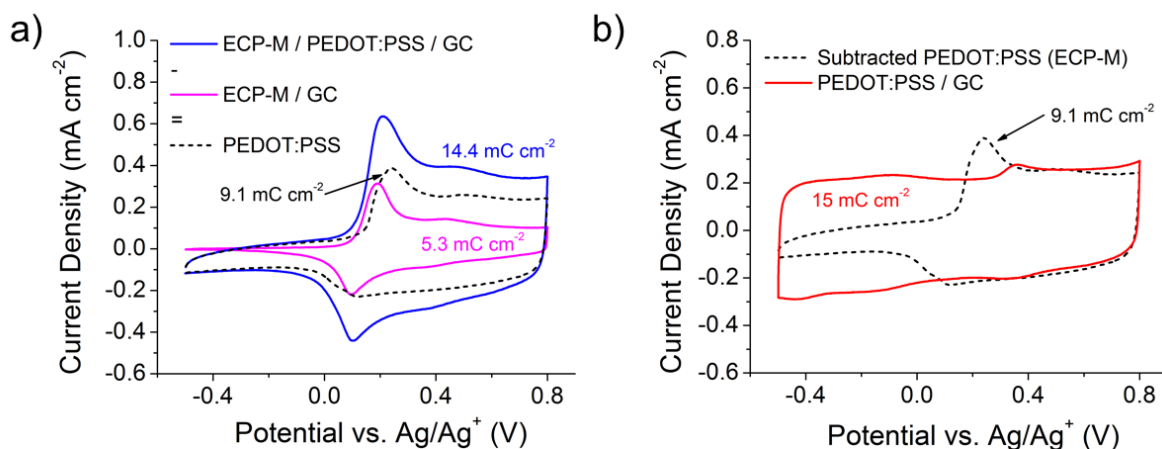 a)
1.0
0.8
0.6
0.4
0.2
0.0
-0.2
-0.4
-0.6
Current Density (mA cm⁻²)
ECP-M / PEDOT:PSS / GC
-
ECP-M / GC
=
PEDOT:PSS
14.4 mC cm⁻²
9.1 mC cm⁻²
5.3 mC cm⁻²
-0.4 0.0 0.4 0.8
Potential vs. Ag/Ag⁺ (V)
b)
0.8
0.6
0.4
0.2
0.0
-0.2
-0.4
-0.6
Current Density (mA cm⁻²)
Subtracted PEDOT:PSS (ECP-M)
PEDOT:PSS / GC
9.1 mC cm⁻²
15 mC cm⁻²
-0.4 0.0 0.4 0.8
Potential vs. Ag/Ag⁺ (V)